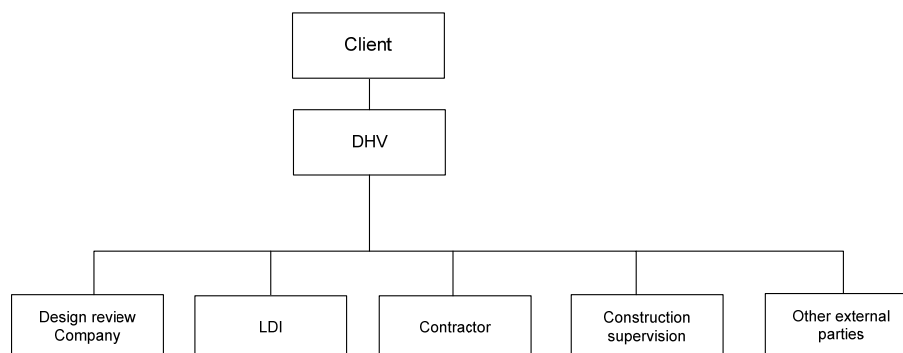 Client
DHV
Design review
Company
LDI
Contractor
Construction
supervision
Other external
parties